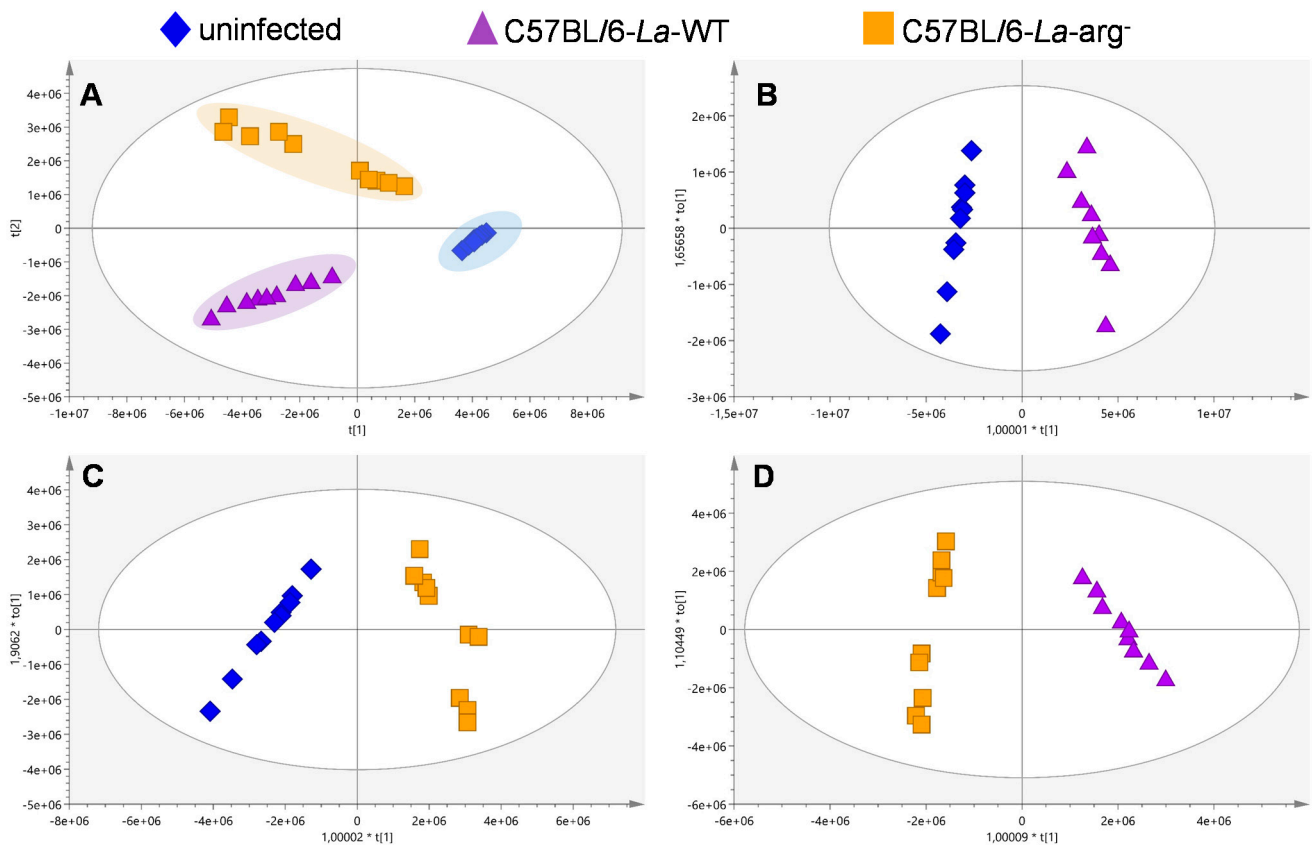 uninfected C57BL/6-La-WT C57BL/6-La-arg⁻
A
4e+06
3e+06
2e+06
1e+06
0
-1e+06
-2e+06
-3e+06
-4e+06
-5e+06
t[2]
-1e+07 -8e+06 -6e+06 -4e+06 -2e+06 0 2e+06 4e+06 6e+06 8e+06
t[1]
B
2e+06
1e+06
0
-1e+06
-2e+06
-3e+06
1,65658 * to[1]
-1,5e+07 -1e+07 -5e+06 0 5e+06 1e+07
1,00001 * t[1]
C
4e+06
3e+06
2e+06
1e+06
0
-1e+06
-2e+06
-3e+06
-4e+06
-5e+06
1,9062 * to[1]
-8e+06 -6e+06 -4e+06 -2e+06 0 2e+06 4e+06 6e+06
1,00002 * t[1]
D
4e+06
2e+06
0
-2e+06
-4e+06
-6e+06
1,10449 * to[1]
-6e+06 -4e+06 -2e+06 0 2e+06 4e+06
1,00009 * t[1]